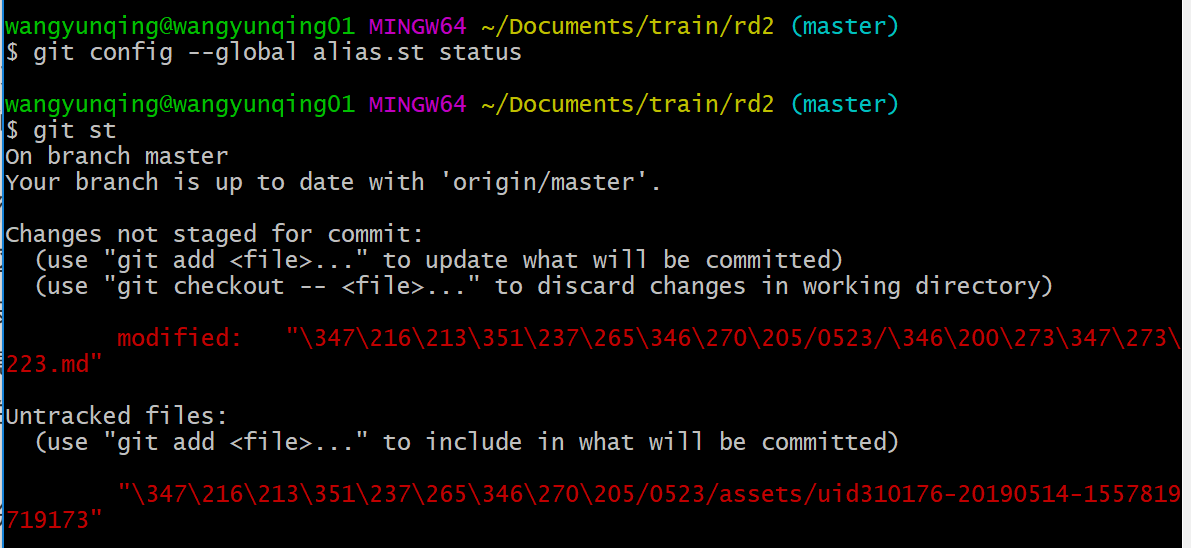 wangyunqing@wangyunqing01 MINGW64 ~/Documents/train/rd2 (master)
$ git config --global alias.st status
wangyunqing@wangyunqing01 MINGW64 ~/Documents/train/rd2 (master)
$ git st
On branch master
Your branch is up to date with 'origin/master'.
Changes not staged for commit:
(use "git add <file>..." to update what will be committed)
(use "git checkout -- <file>..." to discard changes in working directory)
modified: "\347\216\213\351\237\265\346\270\205/0523/\346\200\273\347\273\
223.md"
Untracked files:
(use "git add <file>..." to include in what will be committed)
"\347\216\213\351\237\265\346\270\205/0523/assets/uid310176-20190514-1557819
719173"